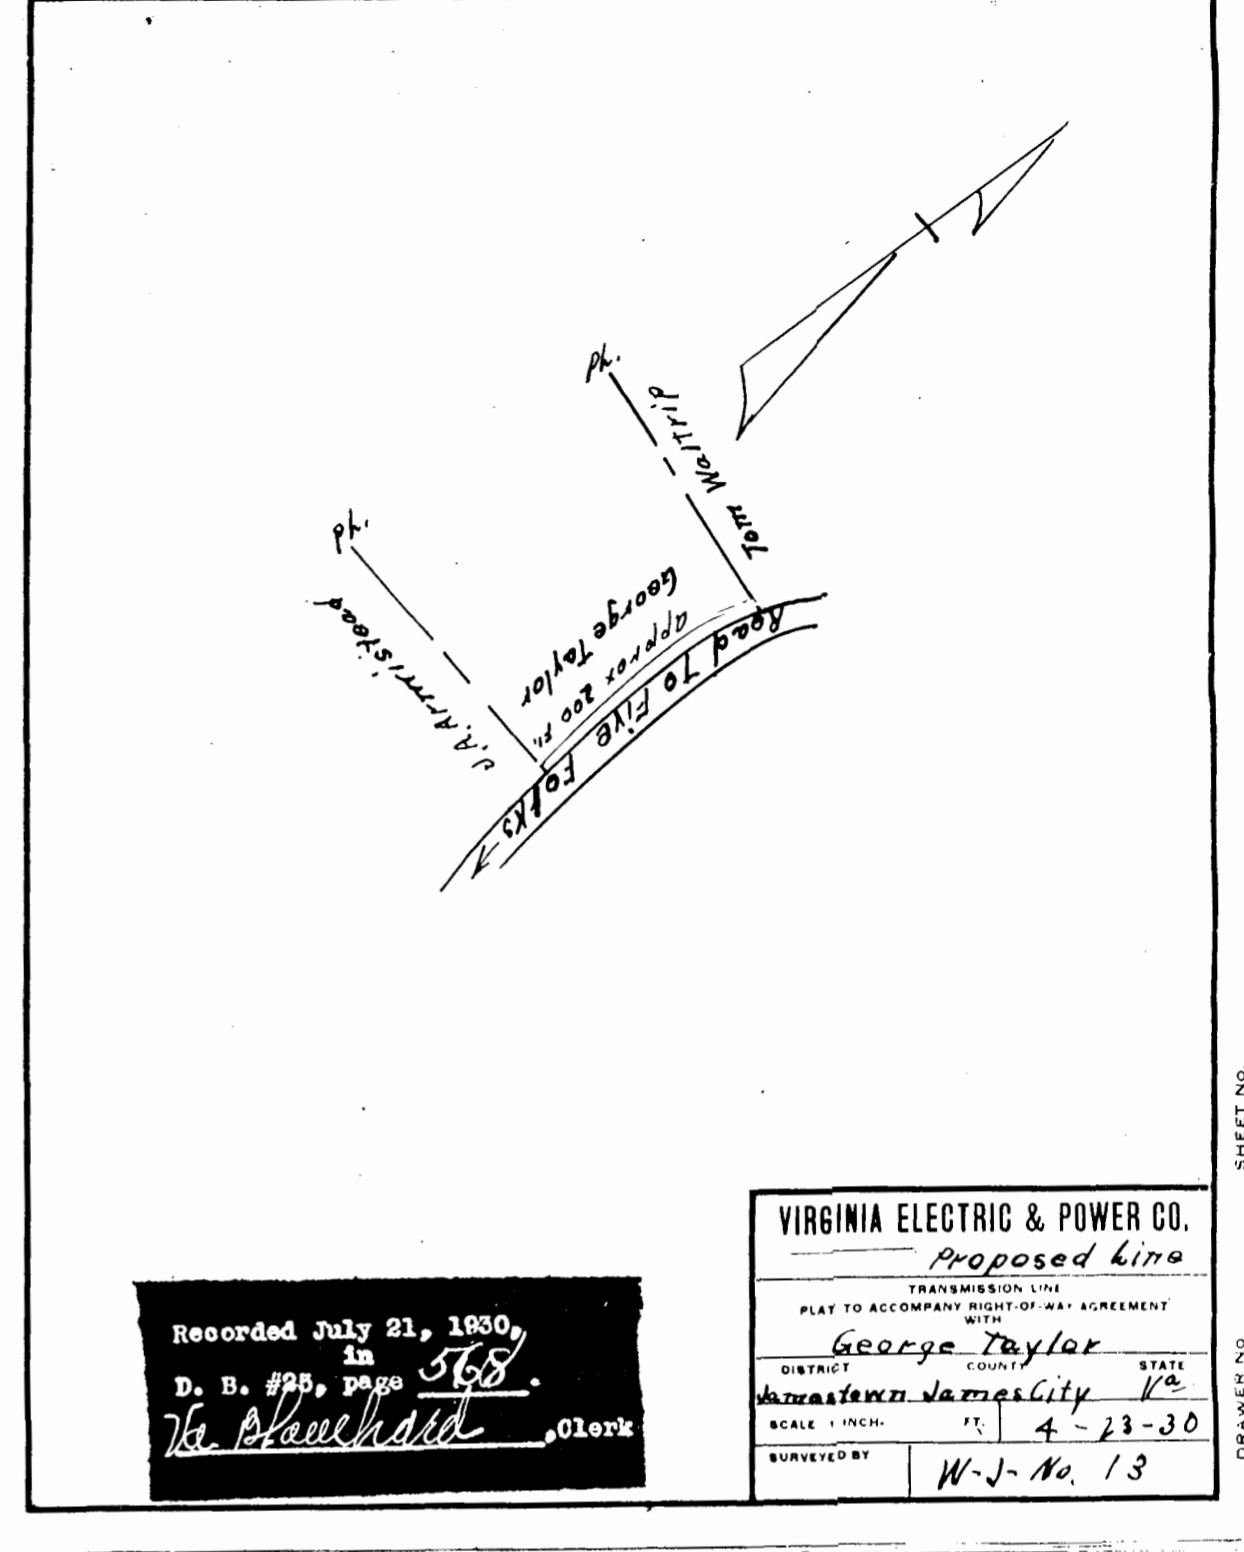 Ph.
Tom Waltrip
Ph.
J.A. Armistead
George Taylor
approx 200 Ft.
Road To Five Folks
SHEET NO.
DRAWER NO.
VIRGINIA ELECTRIC & POWER CO.
Proposed Line
TRANSMISSION LINE
PLAT TO ACCOMPANY RIGHT-OF-WAY AGREEMENT
WITH
George Taylor
DISTRICT COUNTY STATE
Jamestown James City Va
SCALE 1 INCH- FT. 4-23-30
SURVEYED BY W-J-No. 13
Recorded July 21, 1930,
in
D. B. #25, page 568.
Va Blanchard, Clerk